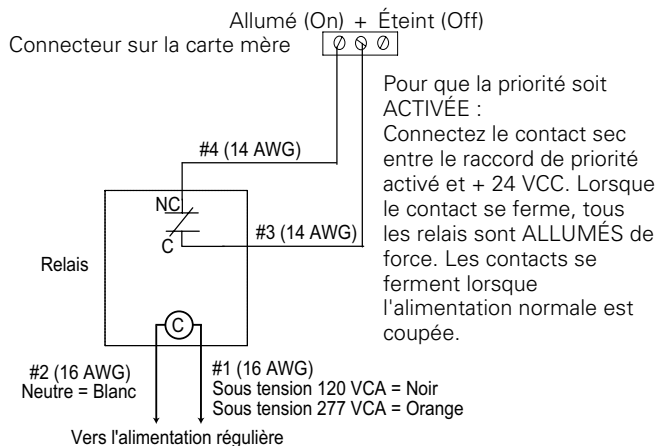 Allumé (On) + Éteint (Off)
Connecteur sur la carte mère
Pour que la priorité soit
ACTIVÉE :
Connectez le contact sec
entre le raccord de priorité
activé et + 24 VCC. Lorsque
le contact se ferme, tous
les relais sont ALLUMÉS de
force. Les contacts se
ferment lorsque
l'alimentation normale est
coupée.
#4 (14 AWG)
NC
C
#3 (14 AWG)
Relais
C
#2 (16 AWG)
Neutre = Blanc
#1 (16 AWG)
Sous tension 120 VCA = Noir
Sous tension 277 VCA = Orange
Vers l'alimentation régulière